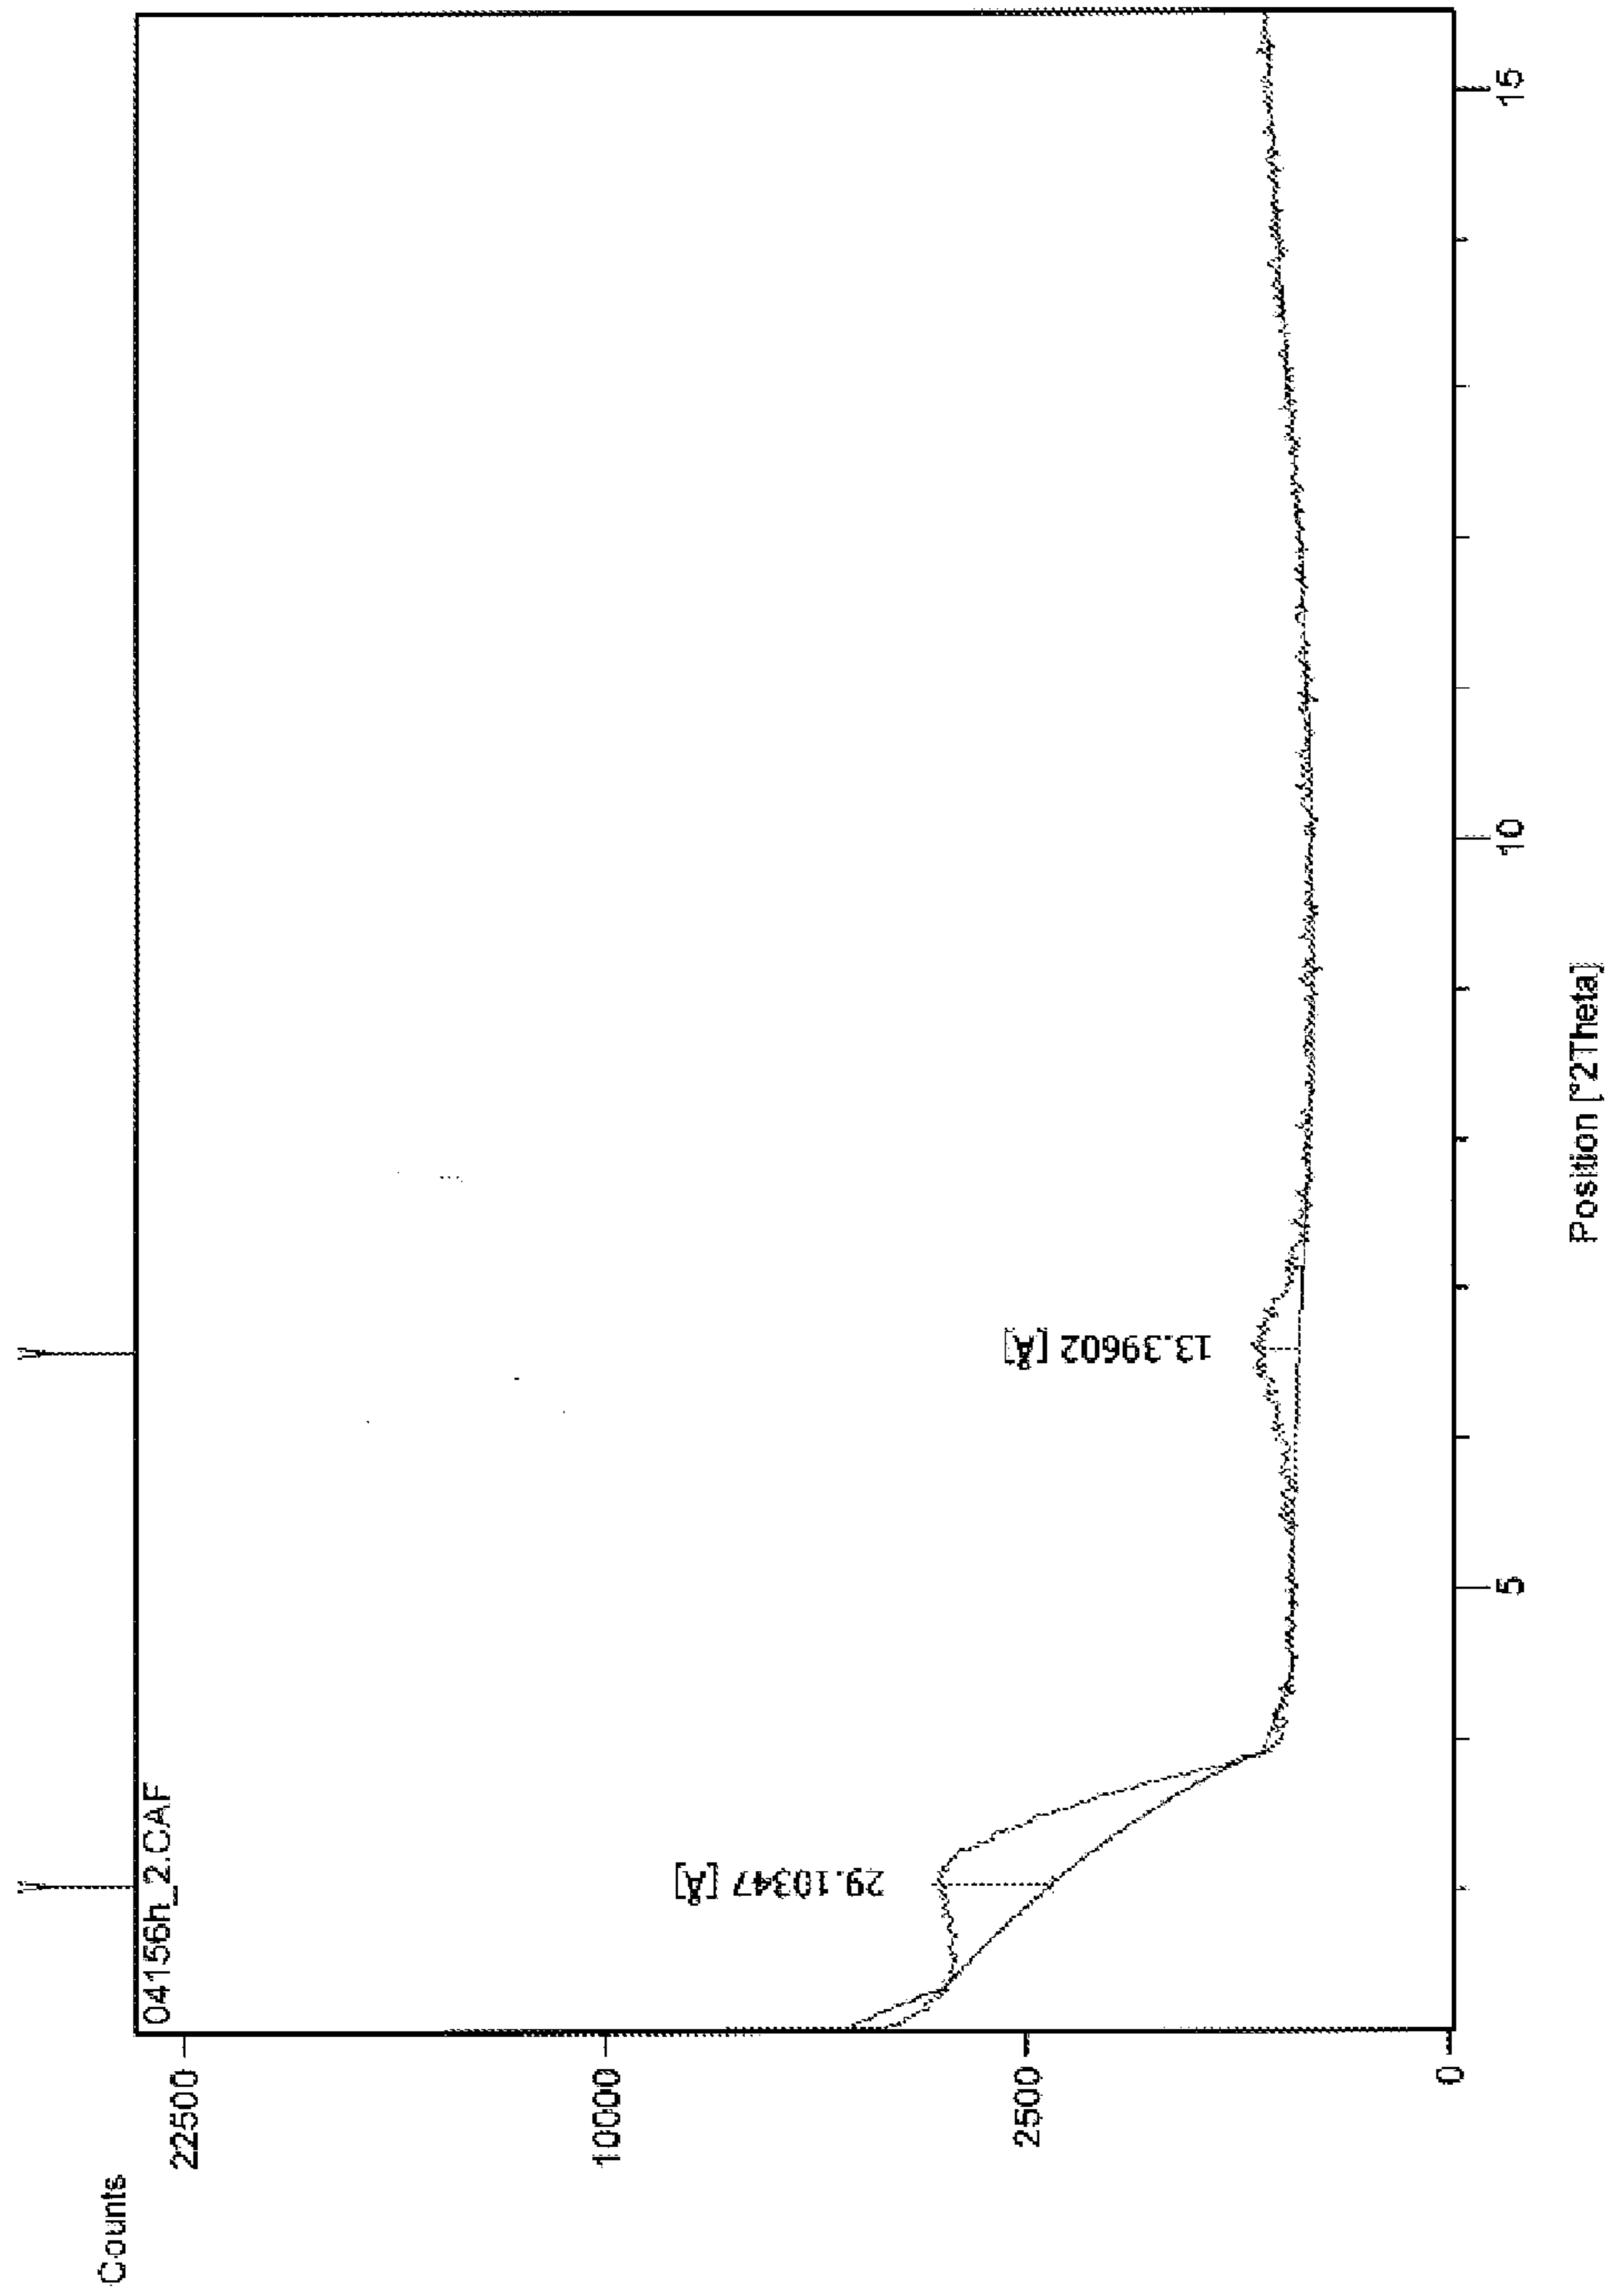 Counts
04156h_2.CAF
22500
10000
2500
0
29.10347 [Å]
13.39602 [Å]
5
10
15
Position [°2Theta]